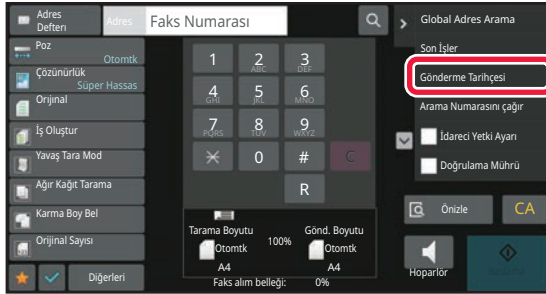 Adres
Defteri
Adres
Faks Numarası
Global Adres Arama
Poz
Otomtk
Çözünürlük
Süper Hassas
Orijinal
İş Oluştur
Yavaş Tara Mod
Ağır Kağıt Tarama
Karma Boy Bel
Orijinal Sayısı
Diğerleri
1
2
ABC
3
DEF
4
GHI
5
JKL
6
MNO
7
PQRS
8
TUV
9
WXYZ
0
#
C
R
Tarama Boyutu
Otomtk
A4
100%
Gönd. Boyutu
Otomtk
A4
Faks alım belleği: 0%
Son İşler
Gönderme Tarihçesi
Arama Numarasını çağır
İdareci Yetki Ayarı
Doğrulama Mührü
Önizle
CA
Hoparlör